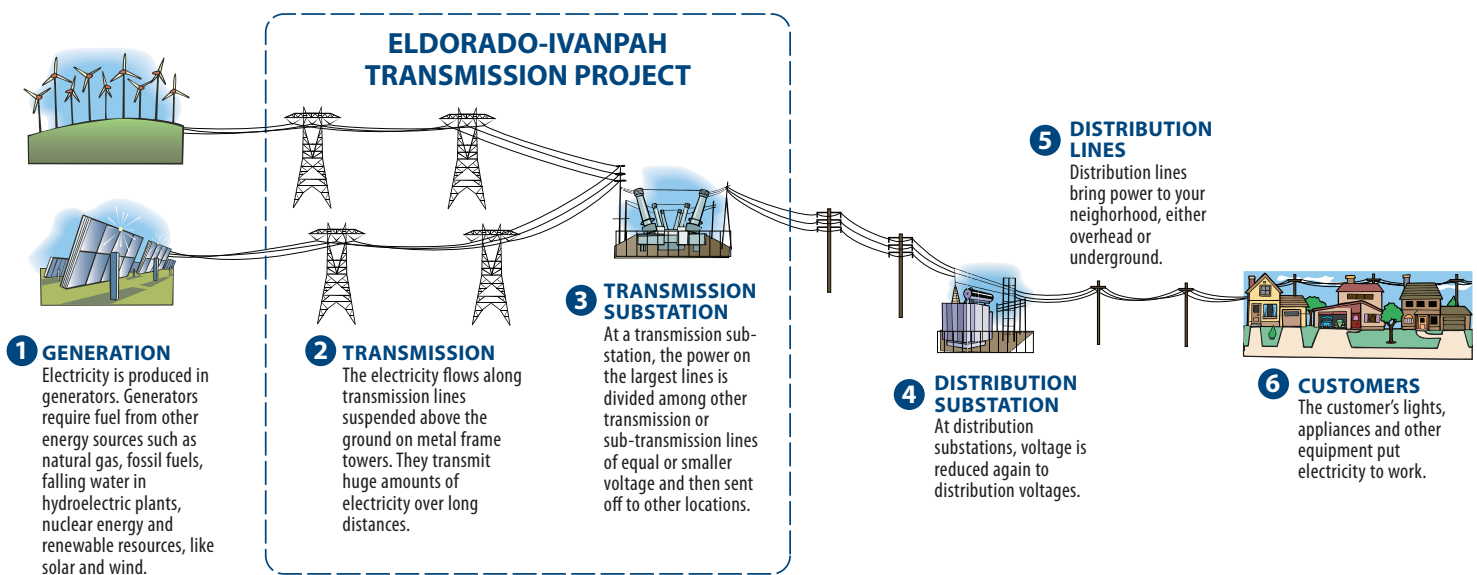 ELDORADO-IVANPAH
TRANSMISSION PROJECT
1 GENERATION
Electricity is produced in
generators. Generators
require fuel from other
energy sources such as
natural gas, fossil fuels,
falling water in
hydroelectric plants,
nuclear energy and
renewable resources, like
solar and wind.
2 TRANSMISSION
The electricity flows along
transmission lines
suspended above the
ground on metal frame
towers. They transmit
huge amounts of
electricity over long
distances.
3 TRANSMISSION
SUBSTATION
At a transmission sub-
station, the power on
the largest lines is
divided among other
transmission or
sub-transmission lines
of equal or smaller
voltage and then sent
off to other locations.
4 DISTRIBUTION
SUBSTATION
At distribution
substations, voltage is
reduced again to
distribution voltages.
5 DISTRIBUTION
LINES
Distribution lines
bring power to your
neighorhood, either
overhead or
underground.
6 CUSTOMERS
The customer's lights,
appliances and other
equipment put
electricity to work.